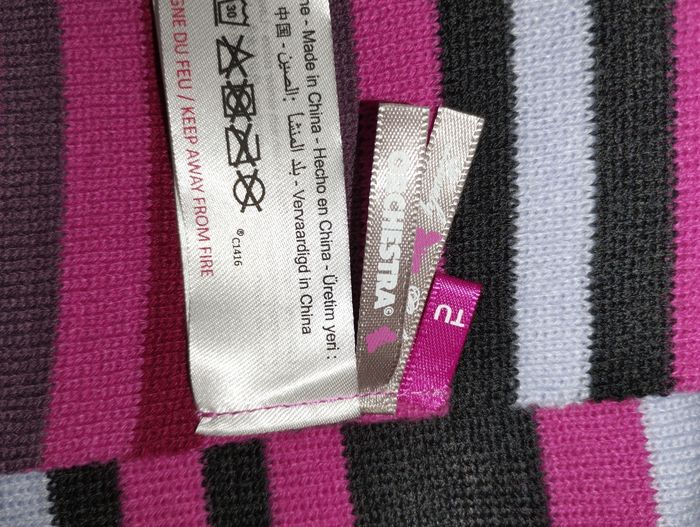 30
ne - Made in China - Hecho en China - Üretim yeri :
中国 - الصين :بلد المنشأ - Vervaardigd in China
GNE DU FEU / KEEP AWAY FROM FIRE
® C1416
ORCHESTRA®
TU